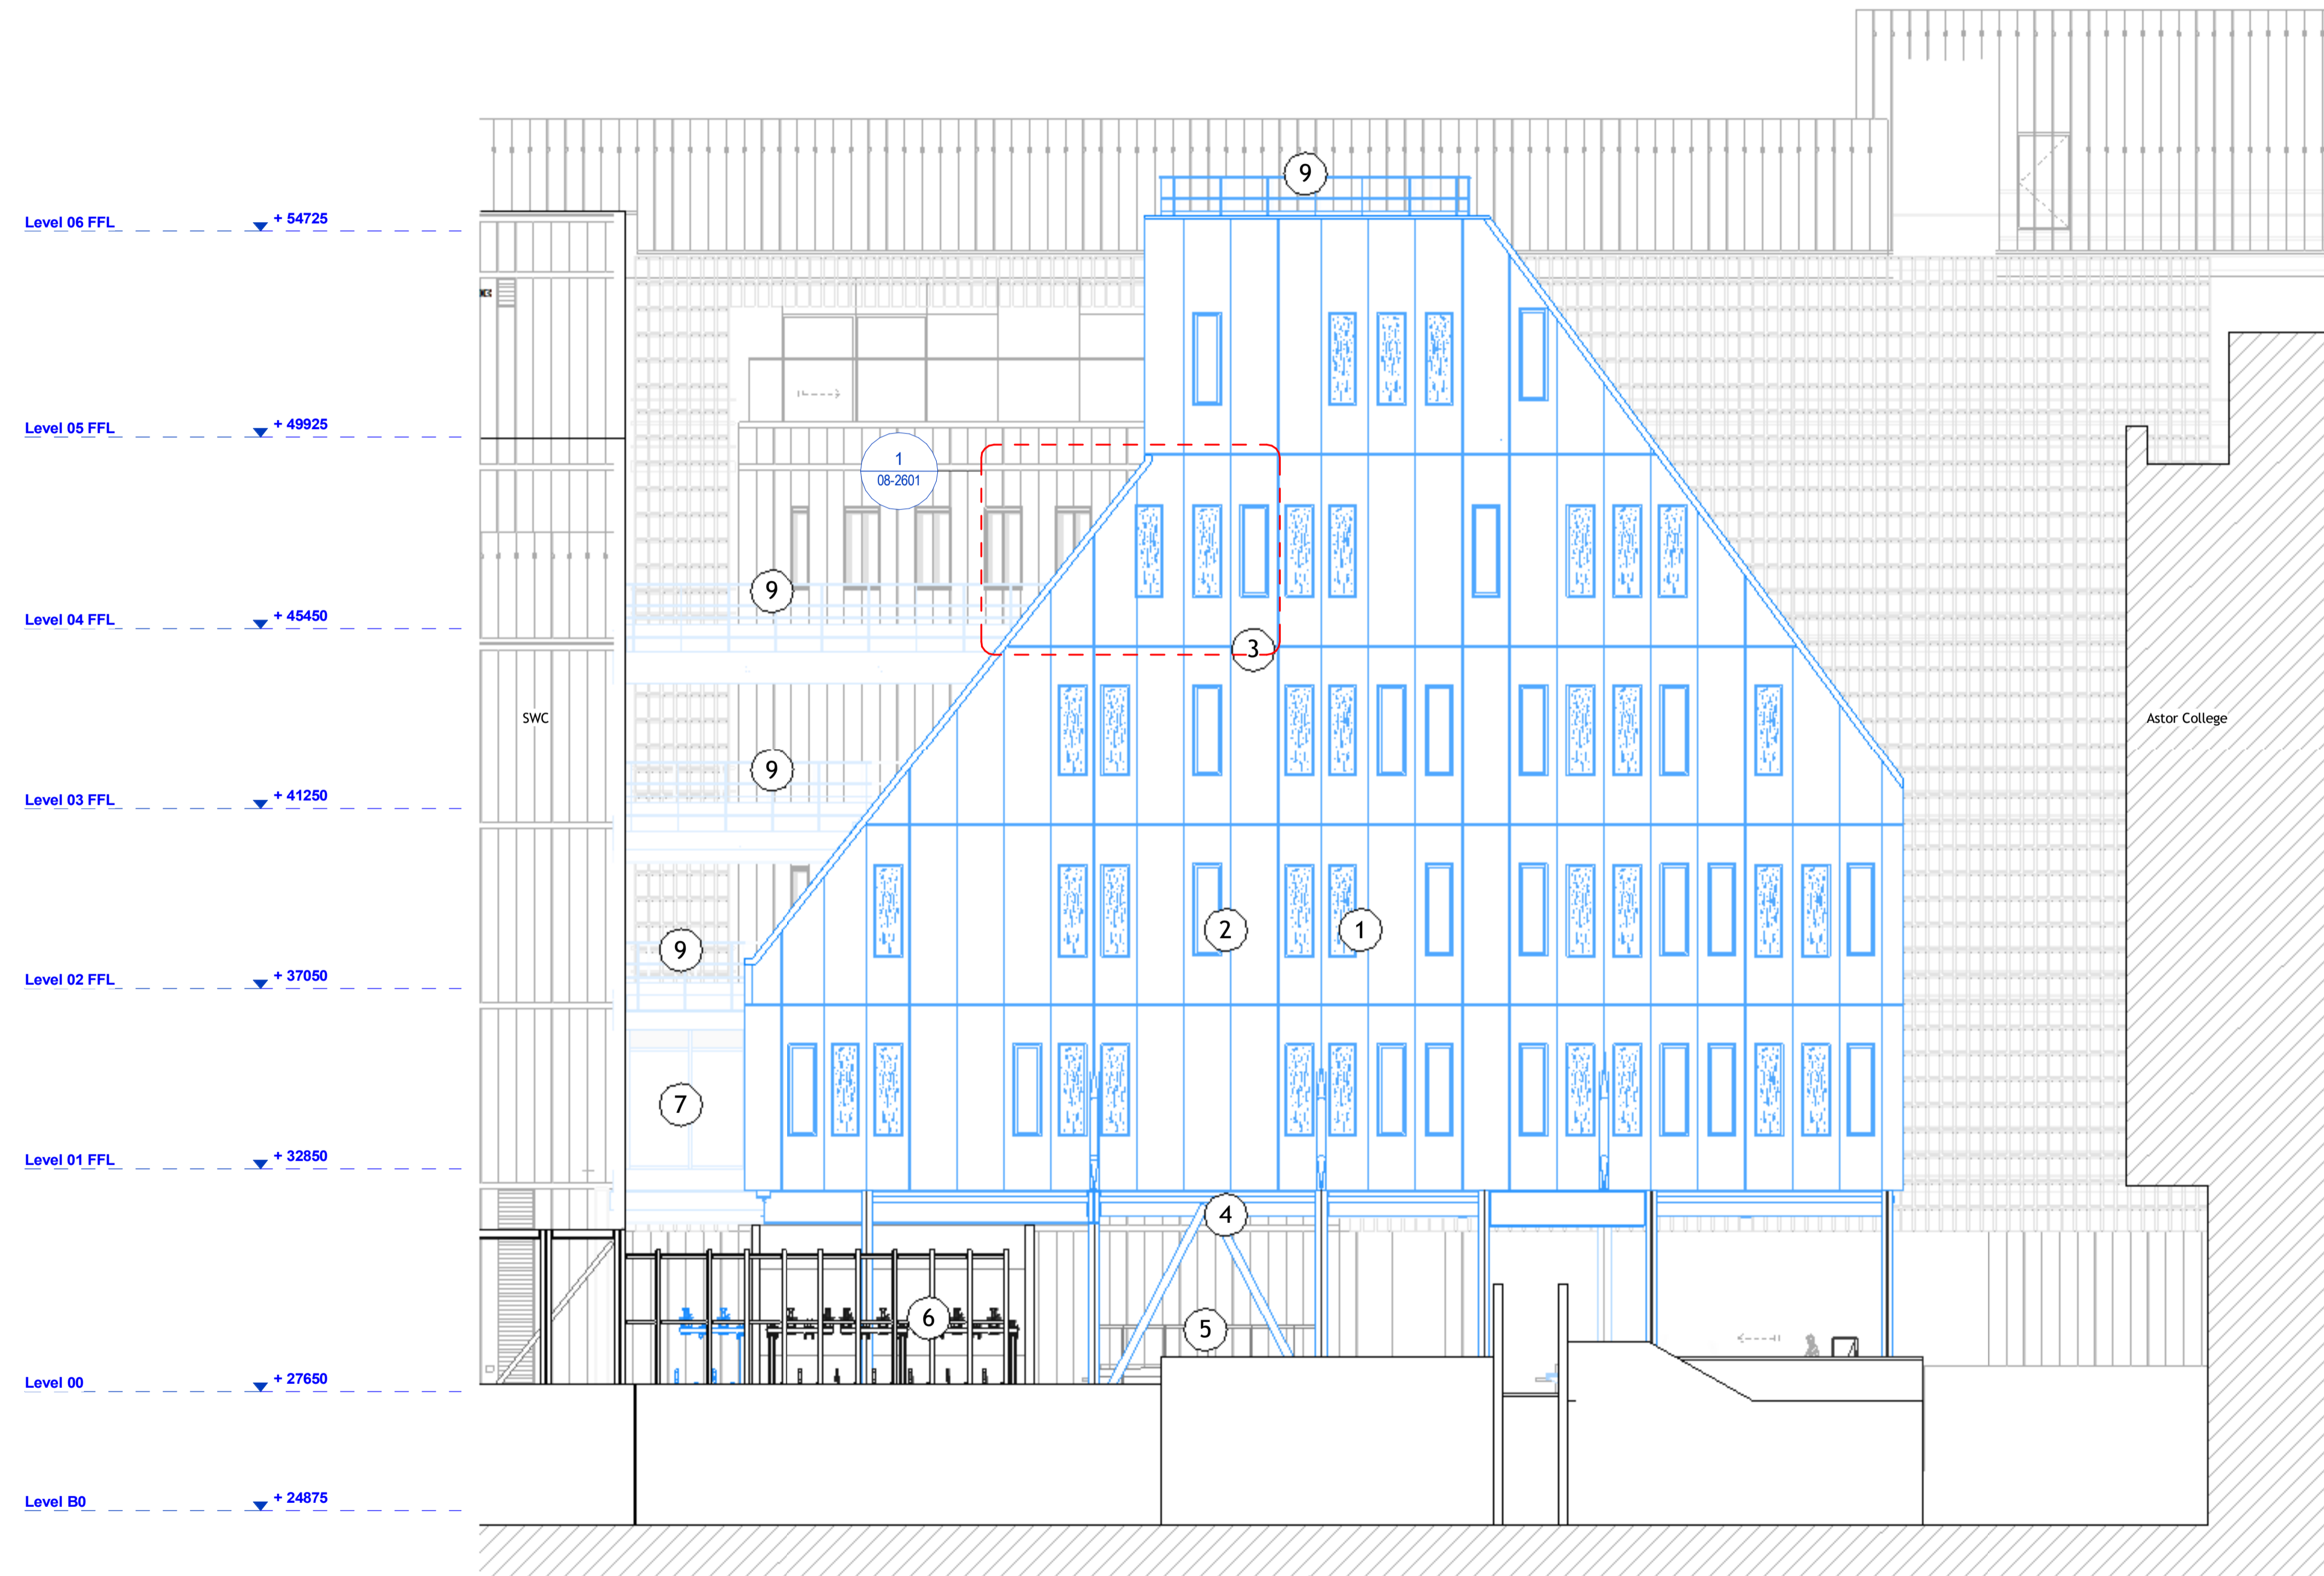 9
Level 06 FFL + 54725
Level 05 FFL + 49925
1
08-2601
9
Level 04 FFL + 45450
3
SWC
Astor College
9
Level 03 FFL + 41250
2
1
9
Level 02 FFL + 37050
7
Level 01 FFL + 32850
4
6
5
Level 00 + 27650
Level B0 + 24875